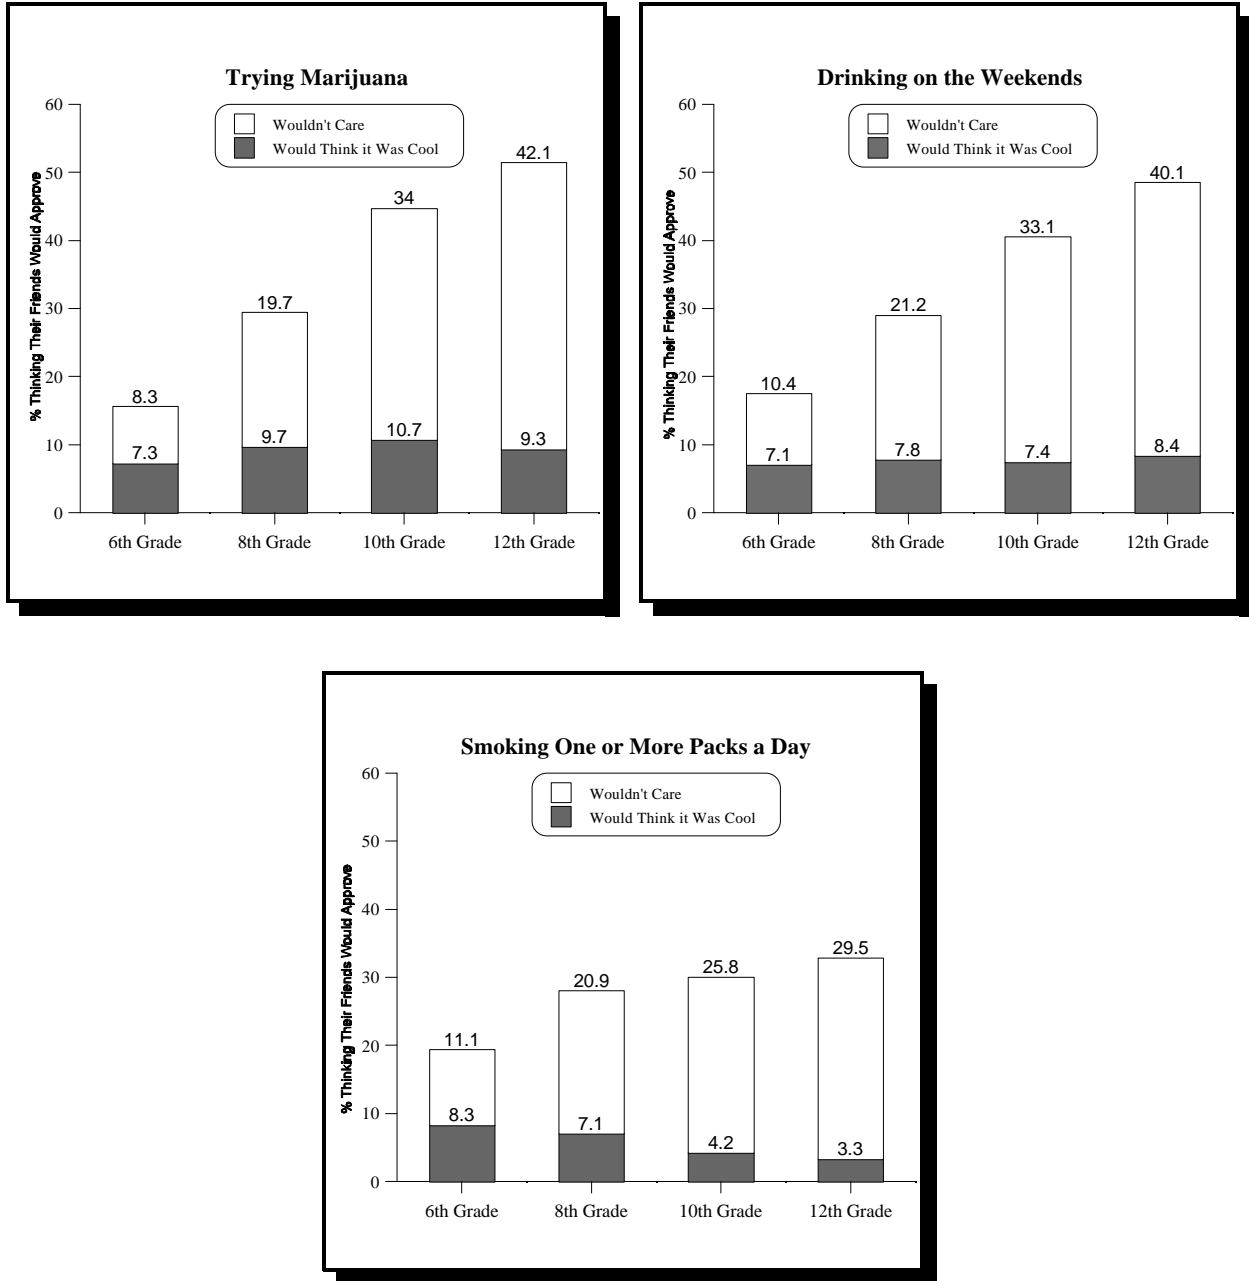 Trying Marijuana
Wouldn't Care
Would Think it Was Cool
% Thinking Their Friends Would Approve
60
50
40
30
20
10
0
8.3
7.3
19.7
9.7
34
10.7
42.1
9.3
6th Grade
8th Grade
10th Grade
12th Grade
Drinking on the Weekends
Wouldn't Care
Would Think it Was Cool
% Thinking Their Friends Would Approve
60
50
40
30
20
10
0
10.4
7.1
21.2
7.8
33.1
7.4
40.1
8.4
6th Grade
8th Grade
10th Grade
12th Grade
Smoking One or More Packs a Day
Wouldn't Care
Would Think it Was Cool
% Thinking Their Friends Would Approve
60
50
40
30
20
10
0
11.1
8.3
20.9
7.1
25.8
4.2
29.5
3.3
6th Grade
8th Grade
10th Grade
12th Grade